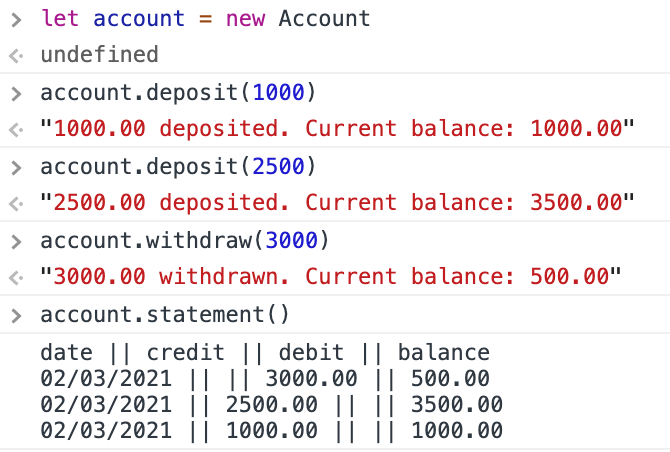 > let account = new Account
<· undefined
> account.deposit(1000)
<· "1000.00 deposited. Current balance: 1000.00"
> account.deposit(2500)
<· "2500.00 deposited. Current balance: 3500.00"
> account.withdraw(3000)
<· "3000.00 withdrawn. Current balance: 500.00"
> account.statement()
date || credit || debit || balance
02/03/2021 || || 3000.00 || 500.00
02/03/2021 || 2500.00 || || 3500.00
02/03/2021 || 1000.00 || || 1000.00